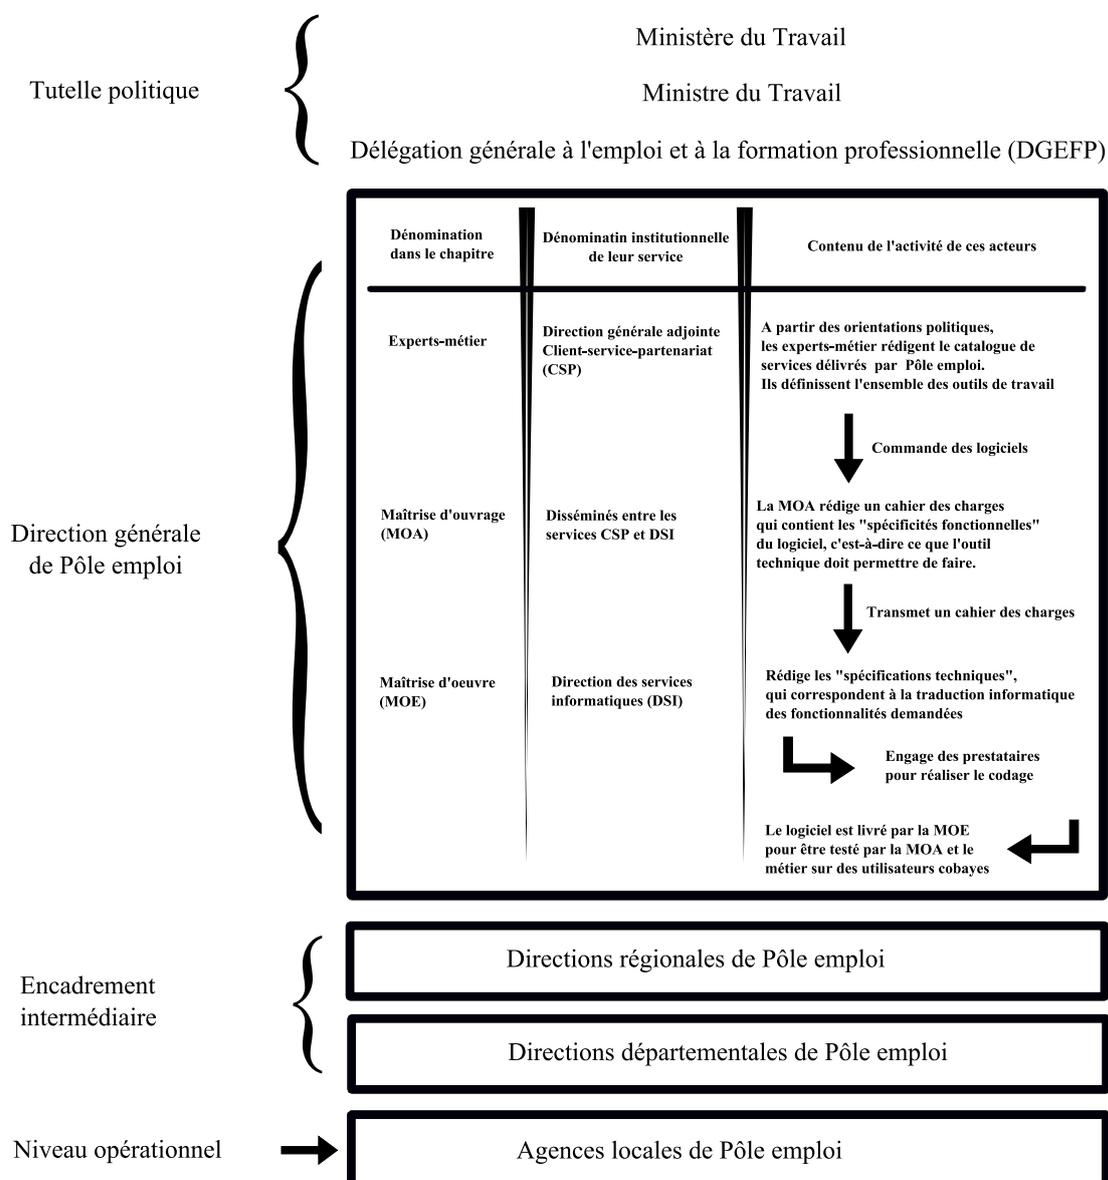 Ministère du Travail
Tutelle politique
Ministre du Travail
Délégation générale à l'emploi et à la formation professionnelle (DGEFP)
Dénomination
dans le chapitre
Dénominatin institutionnelle
de leur service
Contenu de l'activité de ces acteurs
Direction générale
de Pôle emploi
Experts-métier
Direction générale adjointe
Client-service-partenariat
(CSP)
A partir des orientations politiques,
les experts-métier rédigent le catalogue de
services délivrés par Pôle emploi.
Ils définissent l'ensemble des outils de travail
Commande des logiciels
Maîtrise d'ouvrage
(MOA)
Disséminés entre les
services CSP et DSI
La MOA rédige un cahier des charges
qui contient les "spécificités fonctionnelles"
du logiciel, c'est-à-dire ce que l'outil
technique doit permettre de faire.
Transmet un cahier des charges
Maîtrise d'oeuvre
(MOE)
Direction des services
informatiques (DSI)
Rédige les "spécifications techniques",
qui correspondent à la traduction informatique
des fonctionnalités demandées
Engage des prestataires
pour réaliser le codage
Le logiciel est livré par la MOE
pour être testé par la MOA et le
métier sur des utilisateurs cobayes
Encadrement
intermédiaire
Directions régionales de Pôle emploi
Directions départementales de Pôle emploi
Niveau opérationnel
Agences locales de Pôle emploi